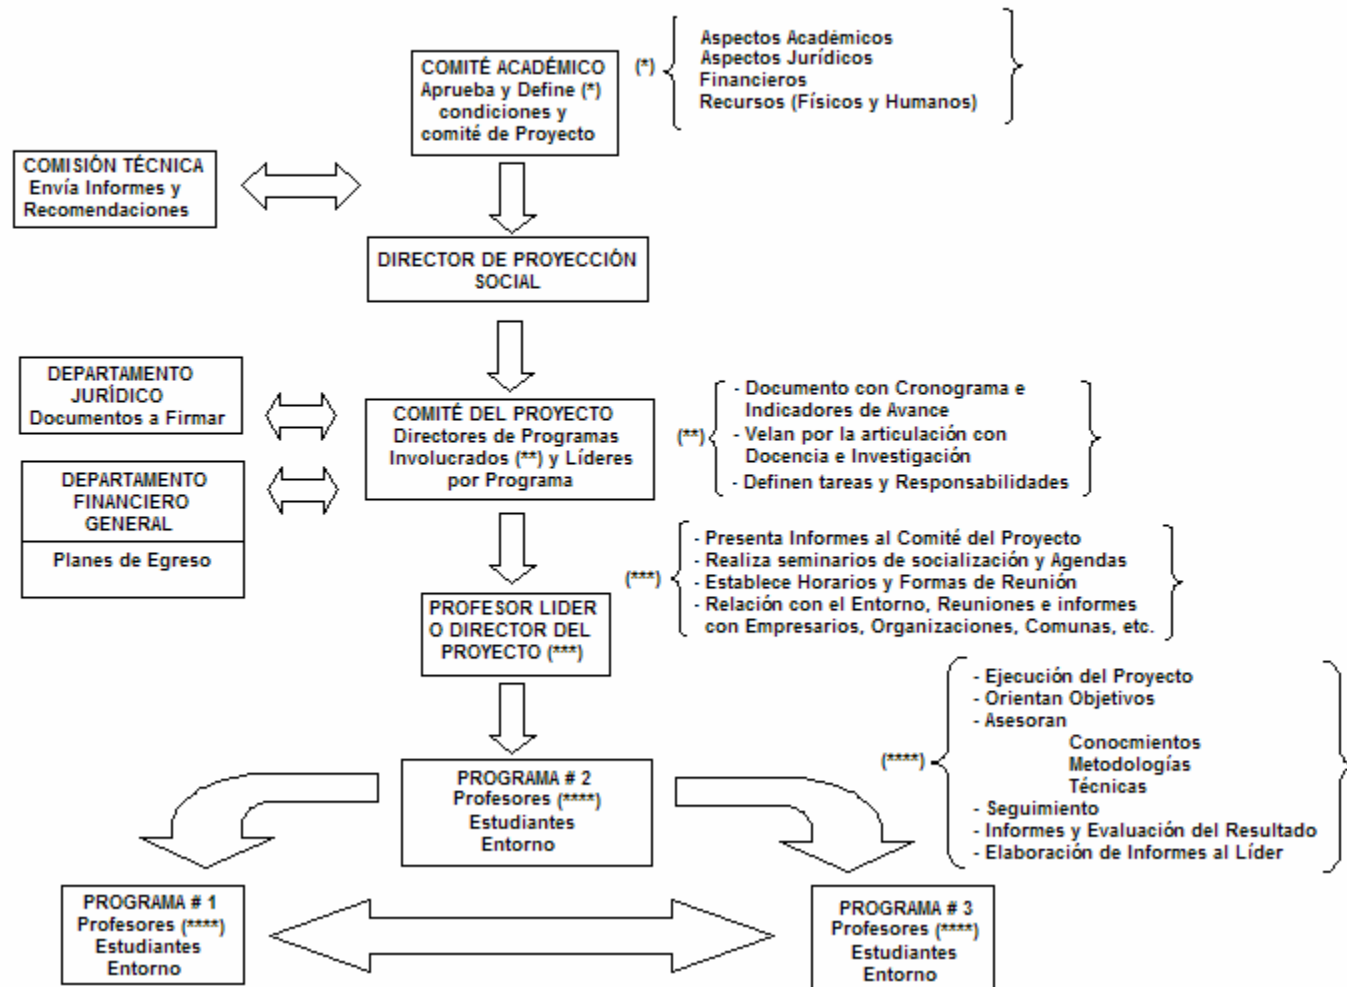 COMITÉ ACADÉMICO
Aprueba y Define (*)
condiciones y
comité de Proyecto
(*)
Aspectos Académicos
Aspectos Jurídicos
Financieros
Recursos (Físicos y Humanos)
COMISIÓN TÉCNICA
Envía Informes y
Recomendaciones
DIRECTOR DE PROYECCIÓN
SOCIAL
DEPARTAMENTO
JURÍDICO
Documentos a Firmar
DEPARTAMENTO
FINANCIERO
GENERAL
Planes de Egreso
COMITÉ DEL PROYECTO
Directores de Programas
Involucrados (**) y Líderes
por Programa
(**)
- Documento con Cronograma e
Indicadores de Avance
- Velan por la articulación con
Docencia e Investigación
- Definen tareas y Responsabilidades
(***)
- Presenta Informes al Comité del Proyecto
- Realiza seminarios de socialización y Agendas
- Establece Horarios y Formas de Reunión
- Relación con el Entorno, Reuniones e informes
con Empresarios, Organizaciones, Comunas, etc.
PROFESOR LIDER
O DIRECTOR DEL
PROYECTO (***)
(****)
- Ejecución del Proyecto
- Orientan Objetivos
- Asesoran
Conocmientos
Metodologías
Técnicas
- Seguimiento
- Informes y Evaluación del Resultado
- Elaboración de Informes al Líder
PROGRAMA # 2
Profesores (****)
Estudiantes
Entorno
PROGRAMA # 1
Profesores (****)
Estudiantes
Entorno
PROGRAMA # 3
Profesores (****)
Estudiantes
Entorno